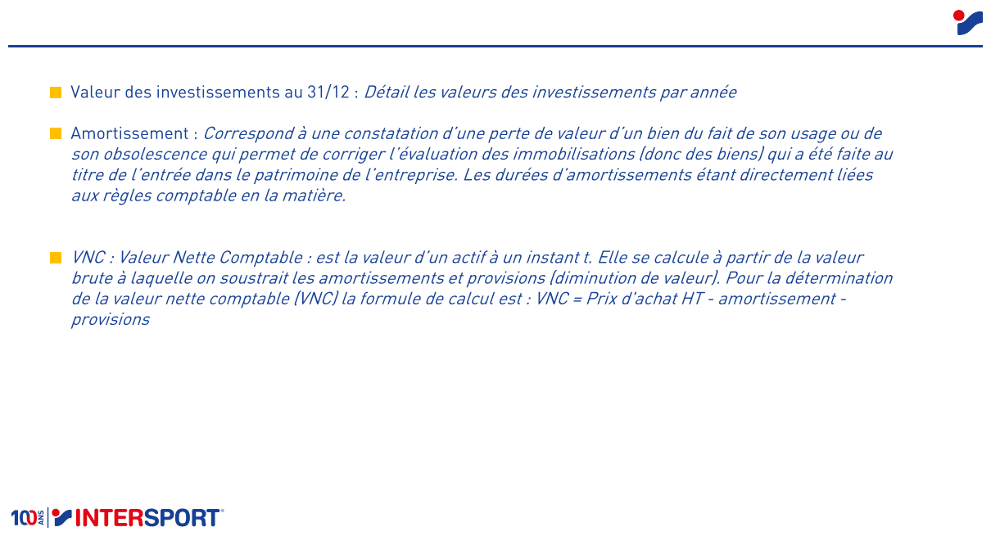 Valeur des investissements au 31/12 : Détail les valeurs des investissements par année
Amortissement : Correspond à une constatation d’une perte de valeur d’un bien du fait de son usage ou de
son obsolescence qui permet de corriger l’évaluation des immobilisations (donc des biens) qui a été faite au
titre de l’entrée dans le patrimoine de l’entreprise. Les durées d’amortissements étant directement liées
aux règles comptable en la matière.
VNC : Valeur Nette Comptable : est la valeur d’un actif à un instant t. Elle se calcule à partir de la valeur
brute à laquelle on soustrait les amortissements et provisions (diminution de valeur). Pour la détermination
de la valeur nette comptable (VNC) la formule de calcul est : VNC = Prix d'achat HT - amortissement -
provisions
100 ANS INTERSPORT®